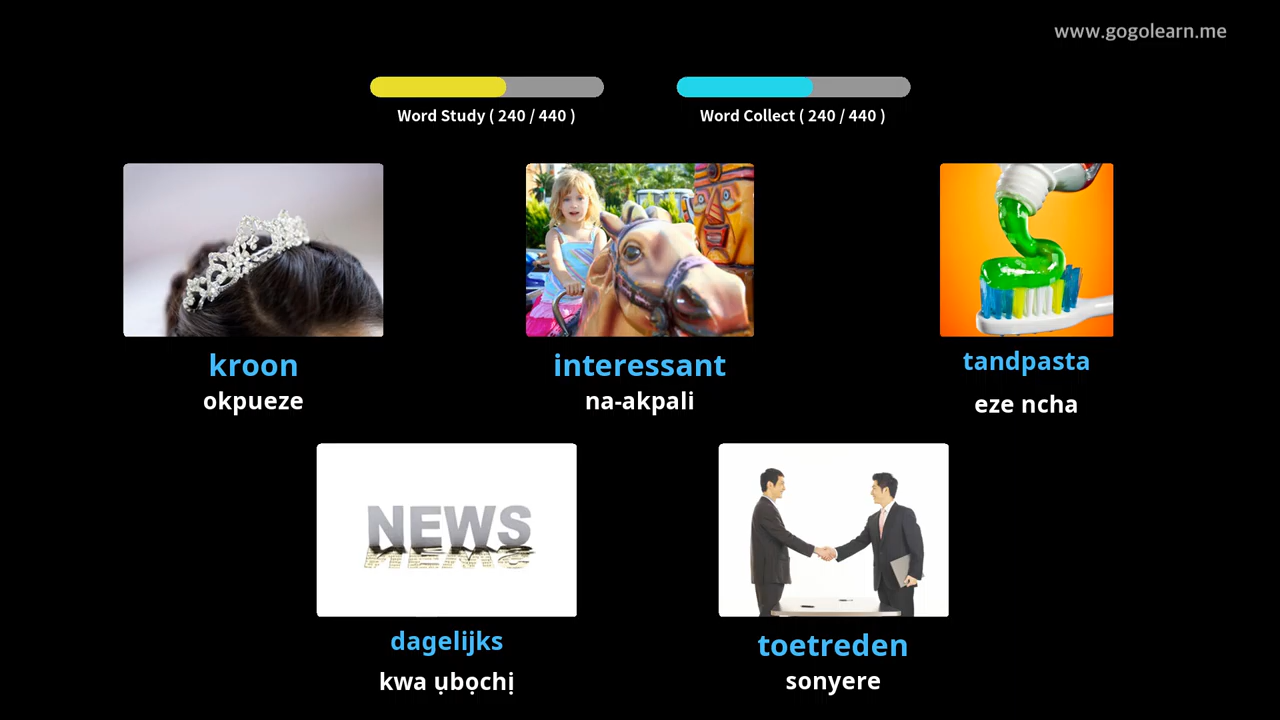 www.gogolearn.me
Word Study ( 240 / 440 )
Word Collect ( 240 / 440 )
kroon
okpueze
interessant
na-akpali
tandpasta
eze ncha
NEWS
dagelijks
kwa ụbọchị
toetreden
sonyere